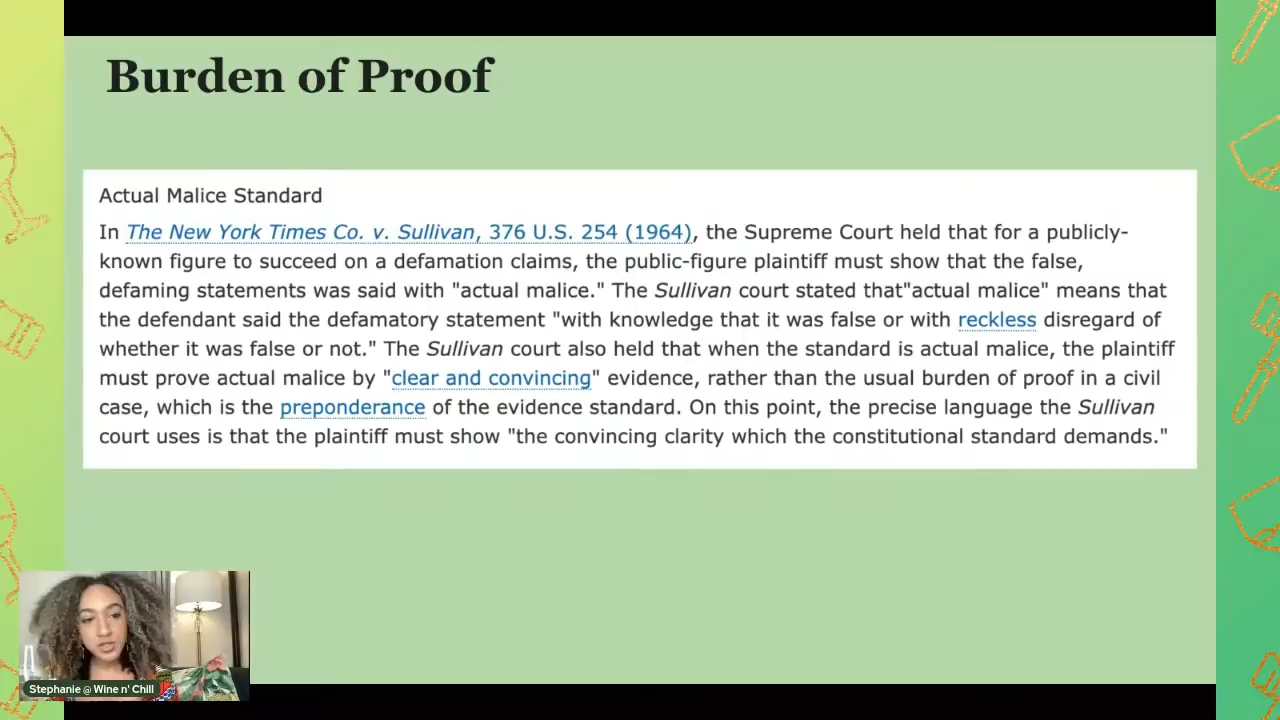 Burden of Proof
Actual Malice Standard
In The New York Times Co. v. Sullivan, 376 U.S. 254 (1964), the Supreme Court held that for a publicly-
known figure to succeed on a defamation claims, the public-figure plaintiff must show that the false,
defaming statements was said with "actual malice." The Sullivan court stated that"actual malice" means that
the defendant said the defamatory statement "with knowledge that it was false or with reckless disregard of
whether it was false or not." The Sullivan court also held that when the standard is actual malice, the plaintiff
must prove actual malice by "clear and convincing" evidence, rather than the usual burden of proof in a civil
case, which is the preponderance of the evidence standard. On this point, the precise language the Sullivan
court uses is that the plaintiff must show "the convincing clarity which the constitutional standard demands."
Stephanie @ Wine n' Chill